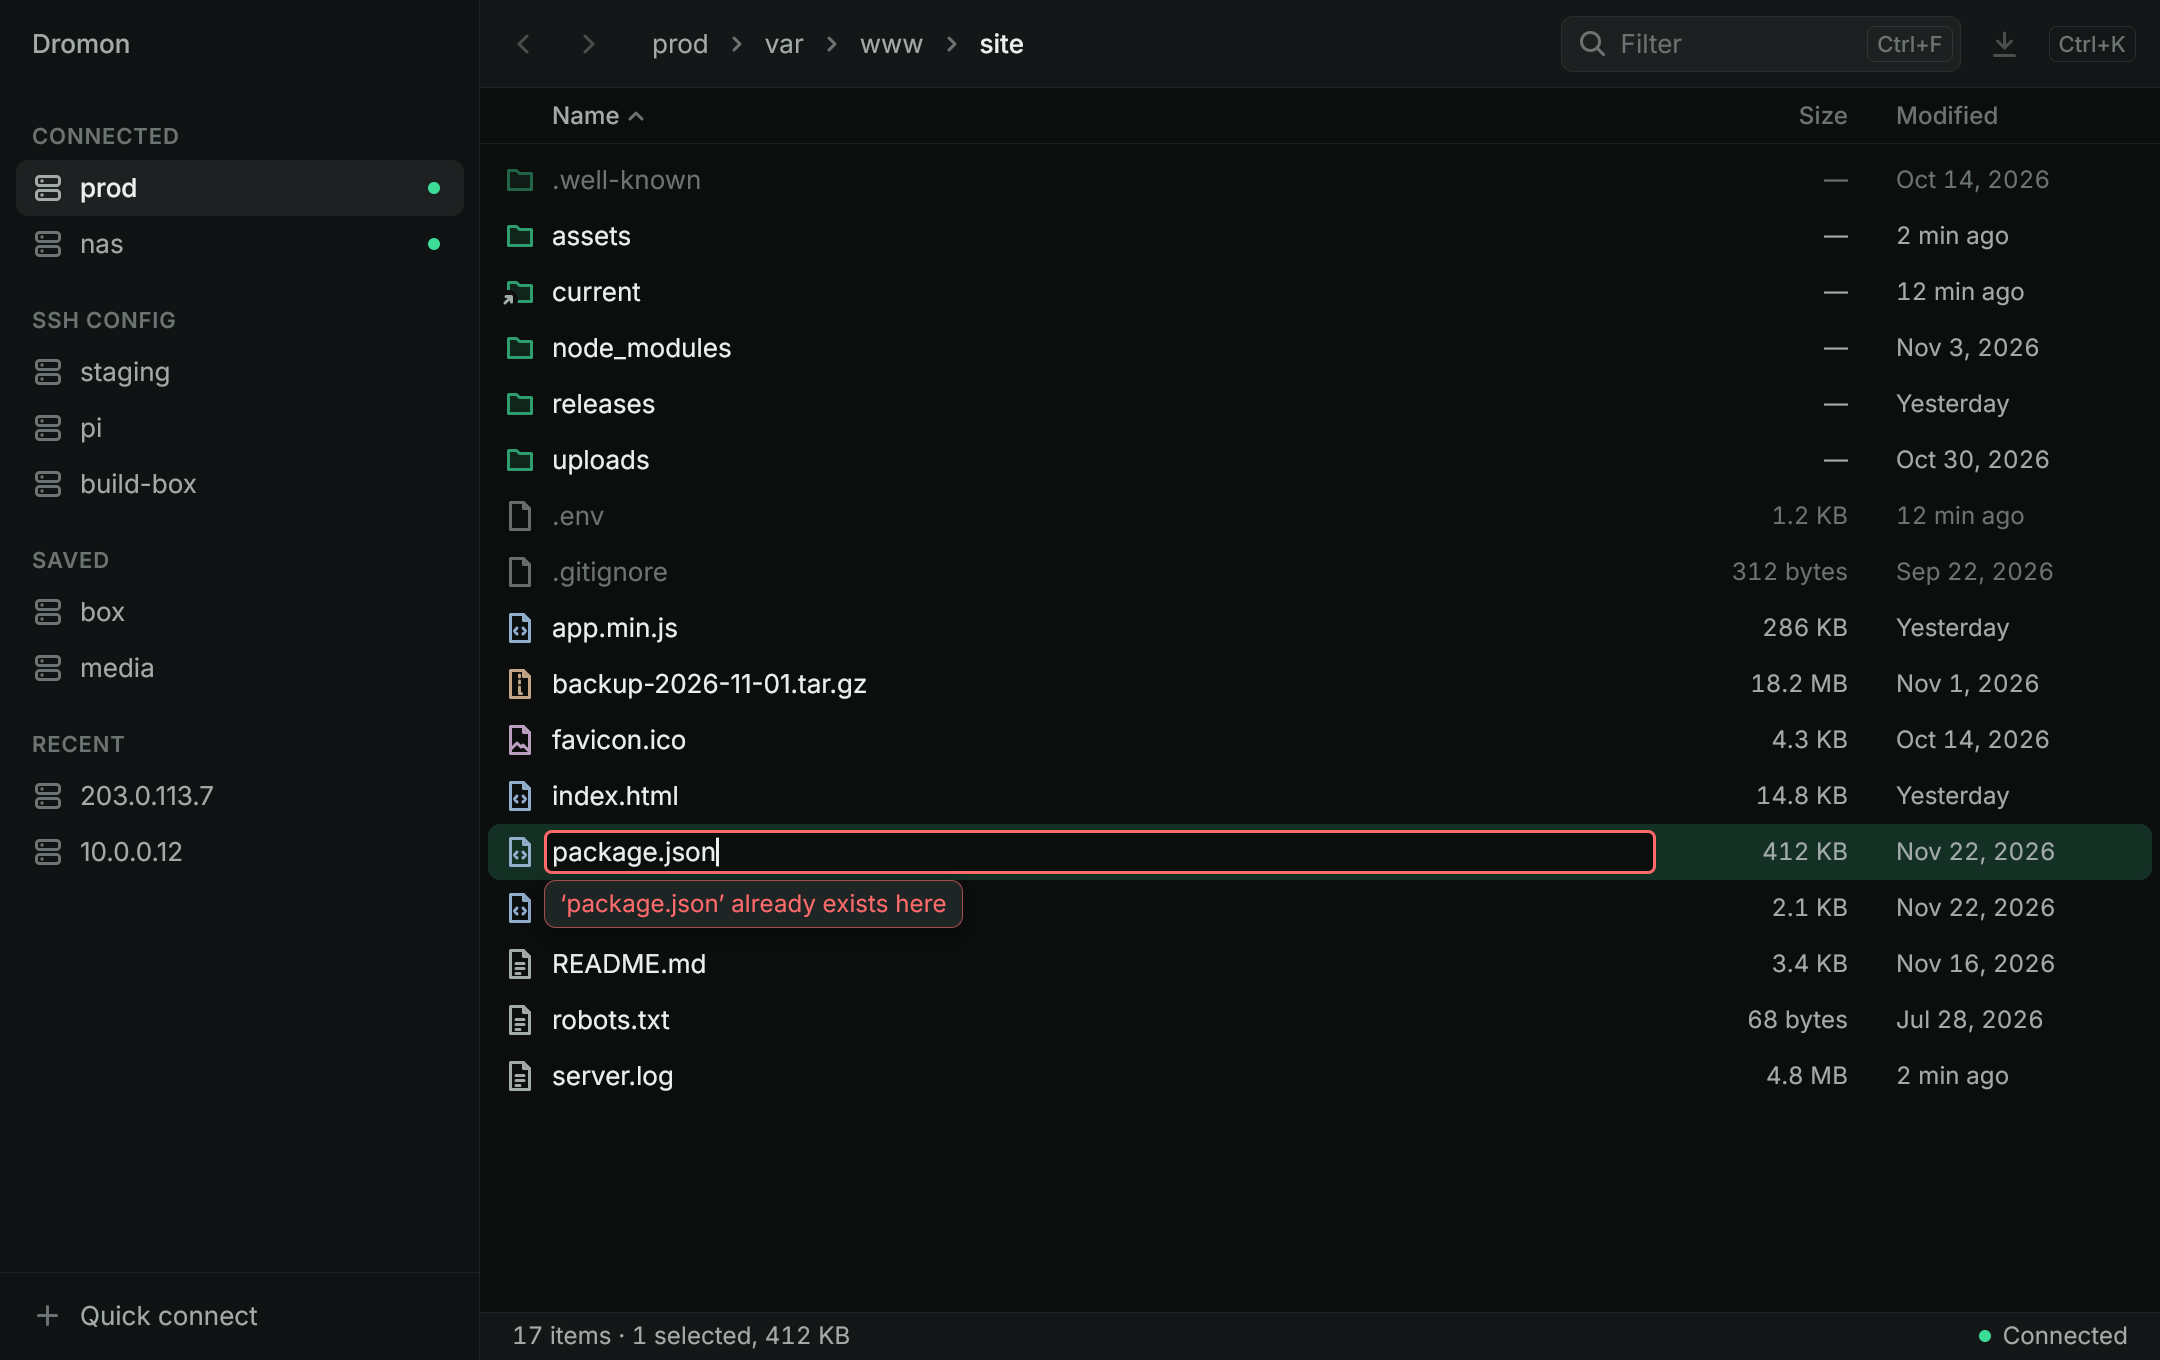 Dromon
CONNECTED
prod
nas
SSH CONFIG
staging
pi
build-box
SAVED
box
media
RECENT
203.0.113.7
10.0.0.12
Quick connect
prod › var › www › site
Filter Ctrl+F
Ctrl+K
Name Size Modified
.well-known — Oct 14, 2026
assets — 2 min ago
current — 12 min ago
node_modules — Nov 3, 2026
releases — Yesterday
uploads — Oct 30, 2026
.env 1.2 KB 12 min ago
.gitignore 312 bytes Sep 22, 2026
app.min.js 286 KB Yesterday
backup-2026-11-01.tar.gz 18.2 MB Nov 1, 2026
favicon.ico 4.3 KB Oct 14, 2026
index.html 14.8 KB Yesterday
package.json 412 KB Nov 22, 2026
‘package.json’ already exists here 2.1 KB Nov 22, 2026
README.md 3.4 KB Nov 16, 2026
robots.txt 68 bytes Jul 28, 2026
server.log 4.8 MB 2 min ago
17 items · 1 selected, 412 KB
Connected